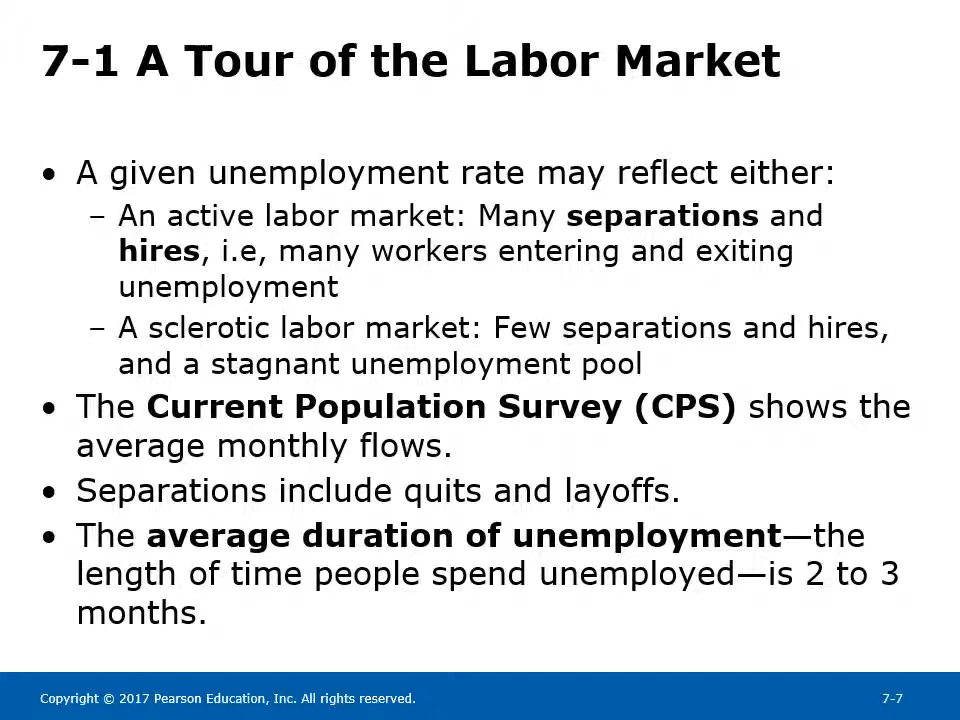 7-1 A Tour of the Labor Market
• A given unemployment rate may reflect either:
– An active labor market: Many separations and
hires, i.e, many workers entering and exiting
unemployment
– A sclerotic labor market: Few separations and hires,
and a stagnant unemployment pool
• The Current Population Survey (CPS) shows the
average monthly flows.
• Separations include quits and layoffs.
• The average duration of unemployment—the
length of time people spend unemployed—is 2 to 3
months.
Copyright © 2017 Pearson Education, Inc. All rights reserved.
7-7